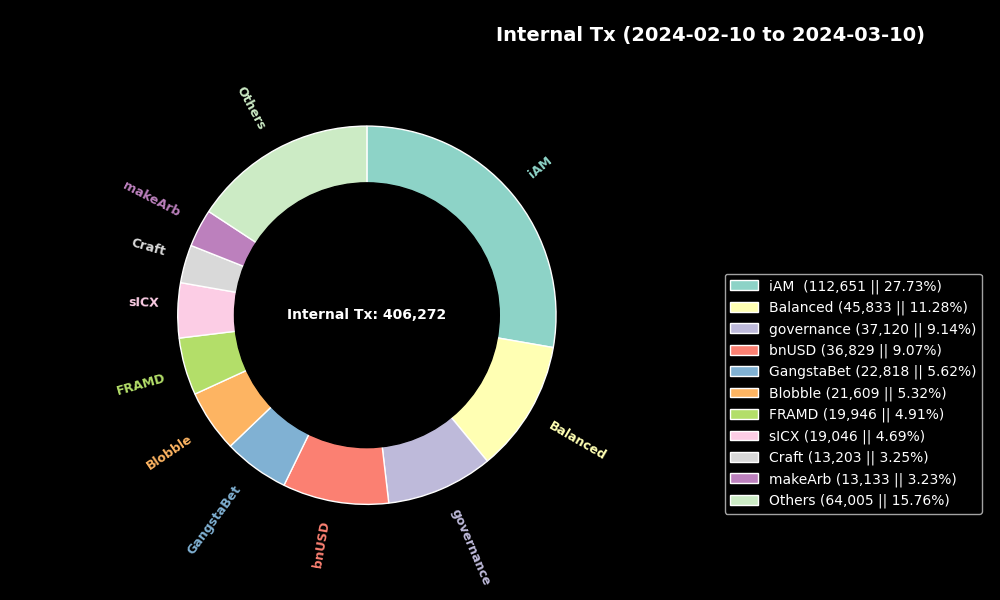 Internal Tx (2024-02-10 to 2024-03-10)
Others
iAM
makeArb
Craft
sICX
Internal Tx: 406,272
FRAMD
Balanced
Blobble
GangstaBet
bnUSD
governance
iAM  (112,651 || 27.73%)
Balanced (45,833 || 11.28%)
governance (37,120 || 9.14%)
bnUSD (36,829 || 9.07%)
GangstaBet (22,818 || 5.62%)
Blobble (21,609 || 5.32%)
FRAMD (19,946 || 4.91%)
sICX (19,046 || 4.69%)
Craft (13,203 || 3.25%)
makeArb (13,133 || 3.23%)
Others (64,005 || 15.76%)